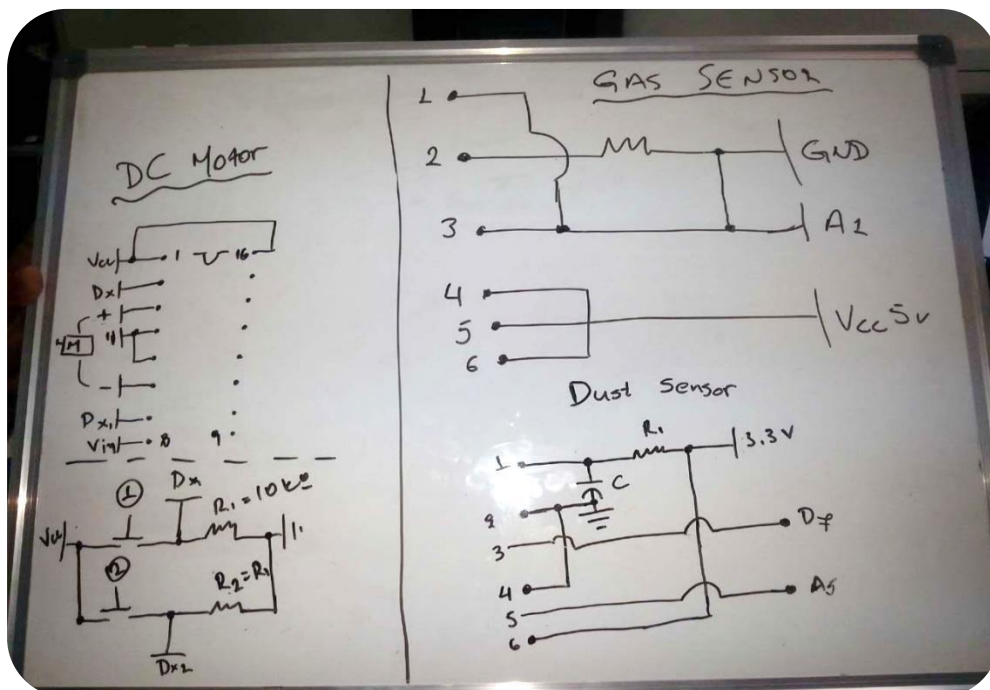 DC Motor
Vcc 1 16
Dx
+
M
-
Dx1
Vin 8 9
1
Dx
R1 = 10k
Vcc
2
R2 = R1
Dx2
GAS SENSOR
1
2 GND
3 A1
4
5 Vcc 5v
6
Dust Sensor
R1
1 3.3V
C
2
3 D7
4
5 A5
6